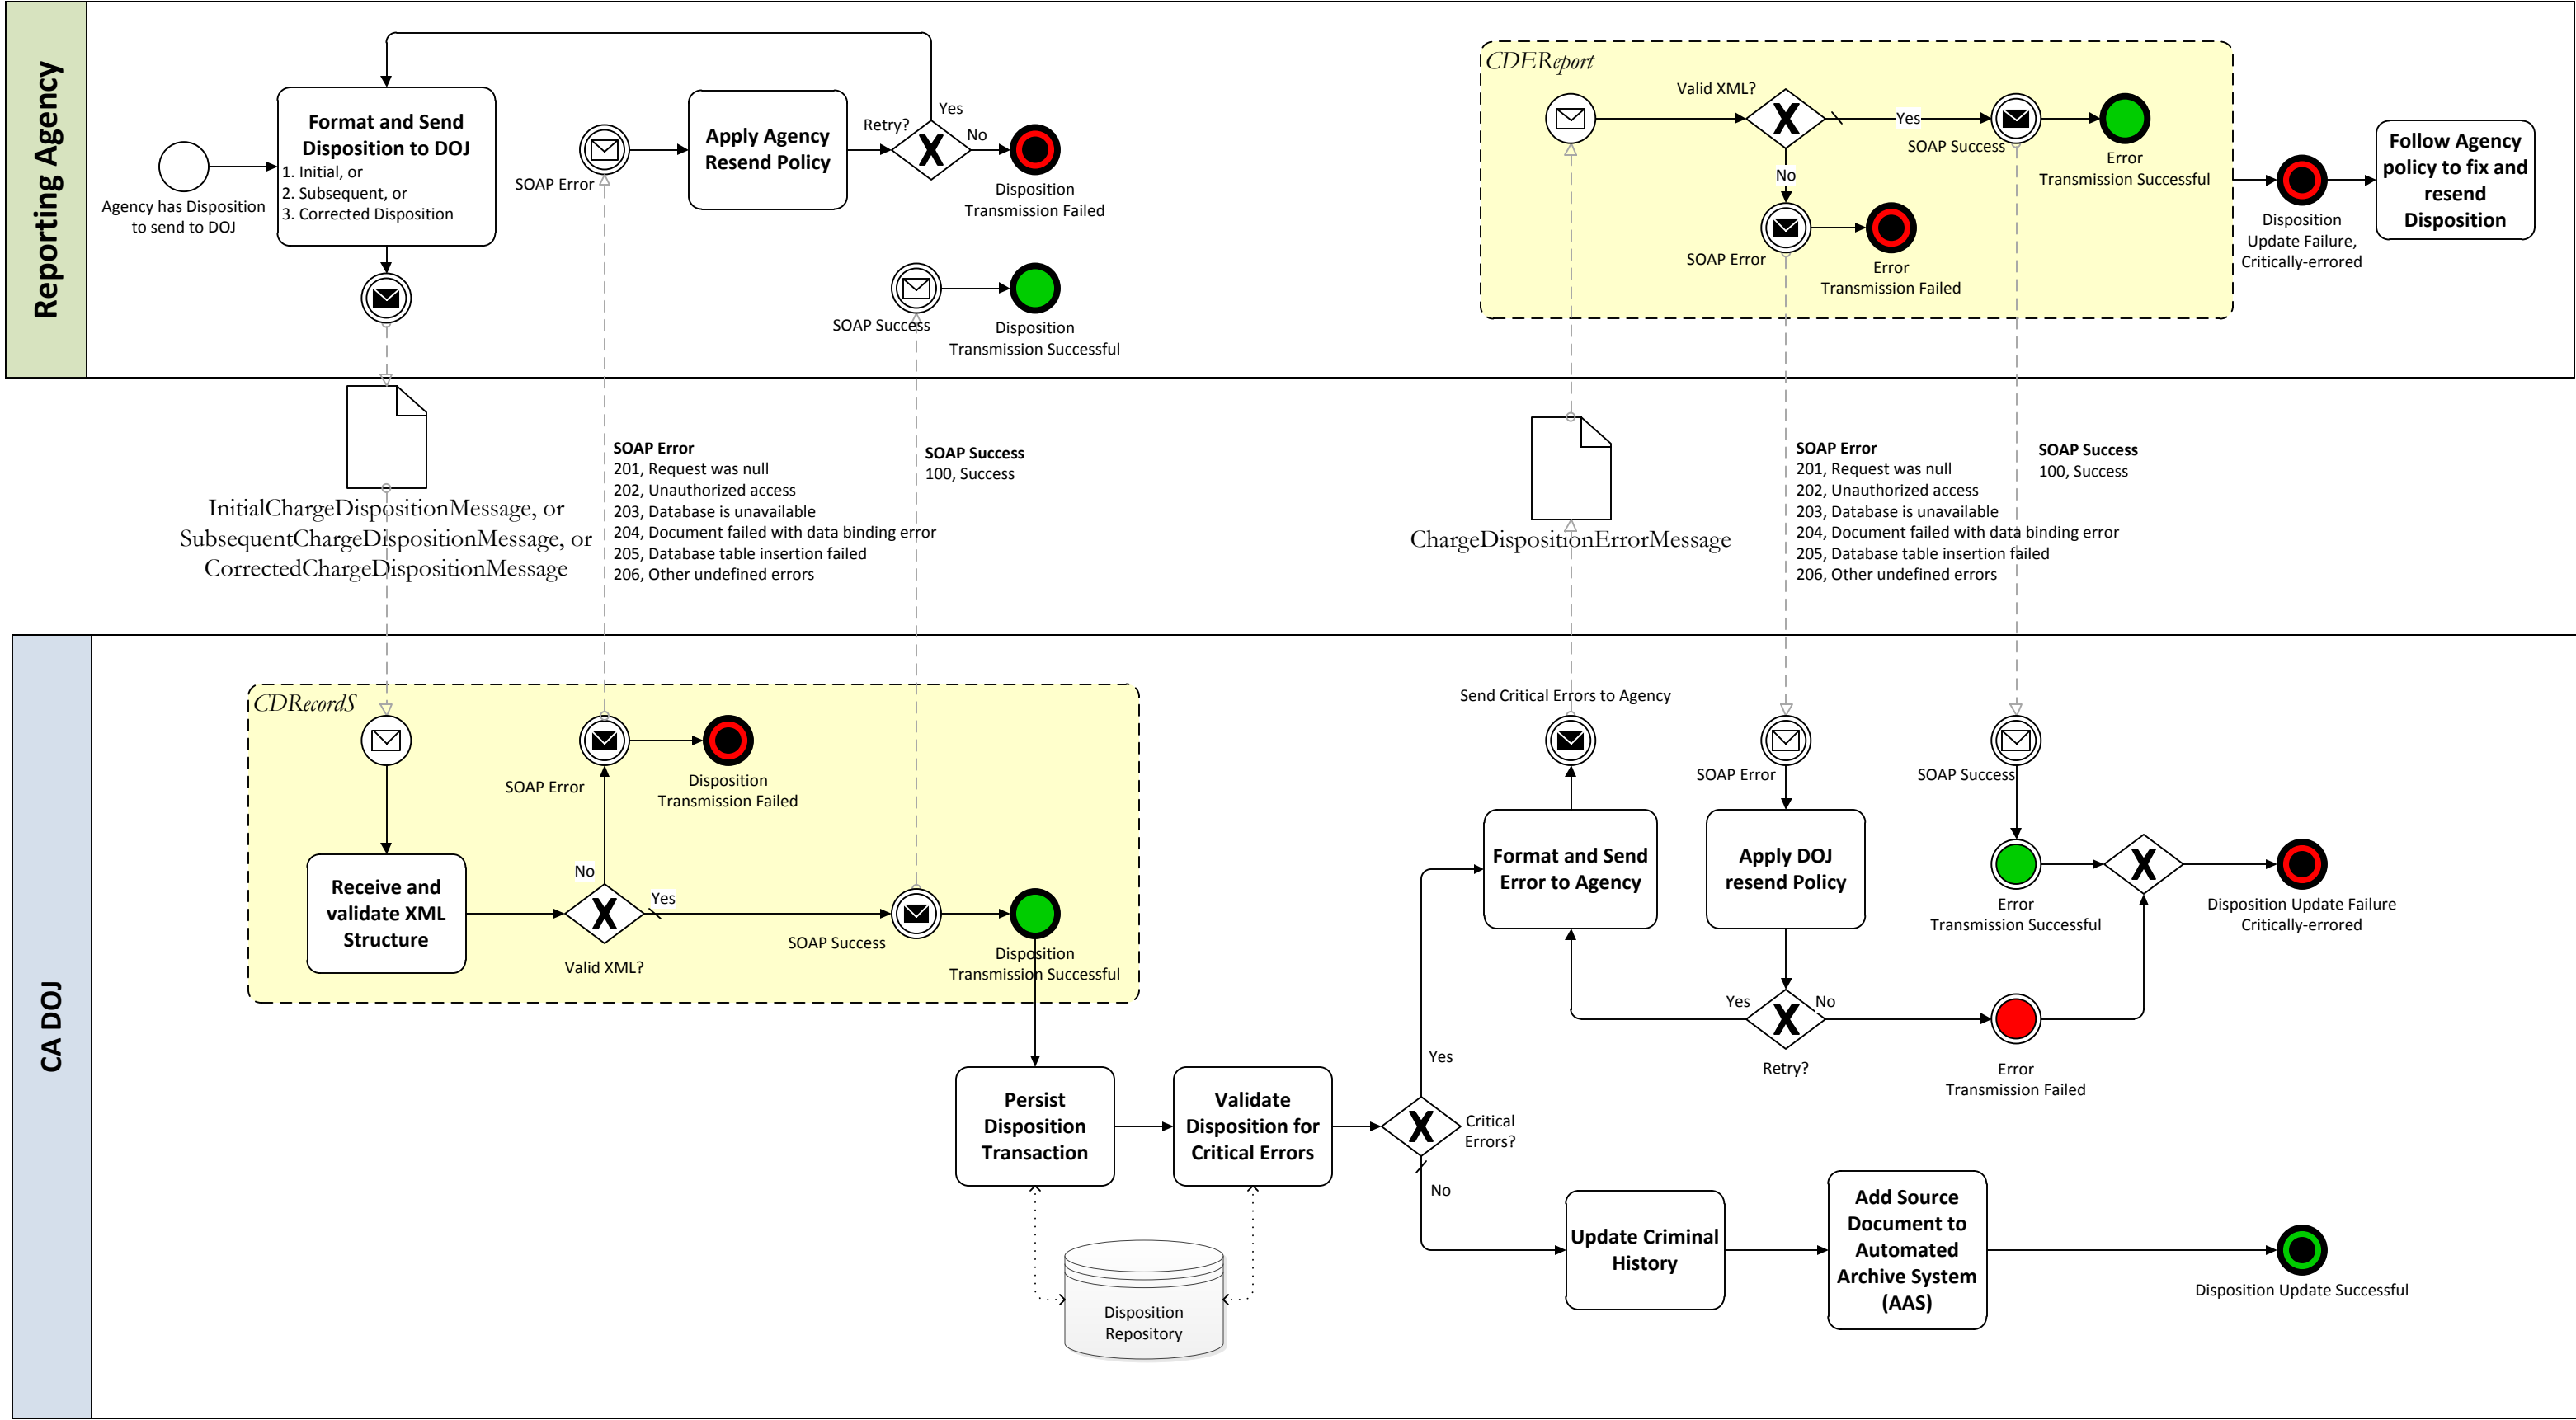 Reporting Agency
Agency has Disposition
to send to DOJ
Format and Send
Disposition to DOJ
1. Initial, or
2. Subsequent, or
3. Corrected Disposition
SOAP Error
Apply Agency
Resend Policy
Retry?
Yes
No
Disposition
Transmission Failed
SOAP Success
Disposition
Transmission Successful
CDEReport
Valid XML?
Yes
SOAP Success
Error
Transmission Successful
No
SOAP Error
Error
Transmission Failed
Disposition
Update Failure,
Critically-errored
Follow Agency
policy to fix and
resend
Disposition
InitialChargeDispositionMessage, or
SubsequentChargeDispositionMessage, or
CorrectedChargeDispositionMessage
SOAP Error
201, Request was null
202, Unauthorized access
203, Database is unavailable
204, Document failed with data binding error
205, Database table insertion failed
206, Other undefined errors
SOAP Success
100, Success
ChargeDispositionErrorMessage
SOAP Error
201, Request was null
202, Unauthorized access
203, Database is unavailable
204, Document failed with data binding error
205, Database table insertion failed
206, Other undefined errors
SOAP Success
100, Success
CA DOJ
CDRecordS
SOAP Error
Disposition
Transmission Failed
Receive and
validate XML
Structure
No
Yes
Valid XML?
SOAP Success
Disposition
Transmission Successful
Persist
Disposition
Transaction
Validate
Disposition for
Critical Errors
Disposition
Repository
Critical
Errors?
Yes
No
Send Critical Errors to Agency
Format and Send
Error to Agency
SOAP Error
Apply DOJ
resend Policy
Yes
No
Retry?
SOAP Success
Error
Transmission Successful
Error
Transmission Failed
Disposition Update Failure
Critically-errored
Update Criminal
History
Add Source
Document to
Automated
Archive System
(AAS)
Disposition Update Successful